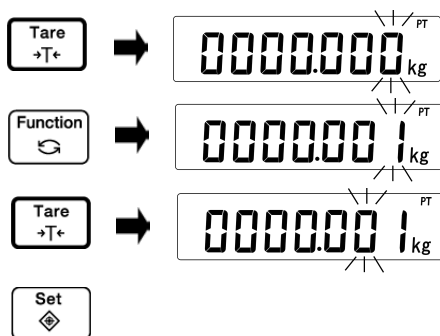 Tare
→T←
PT
0000.000 kg
Function
PT
0000.001 kg
Tare
→T←
PT
0000.001 kg
Set